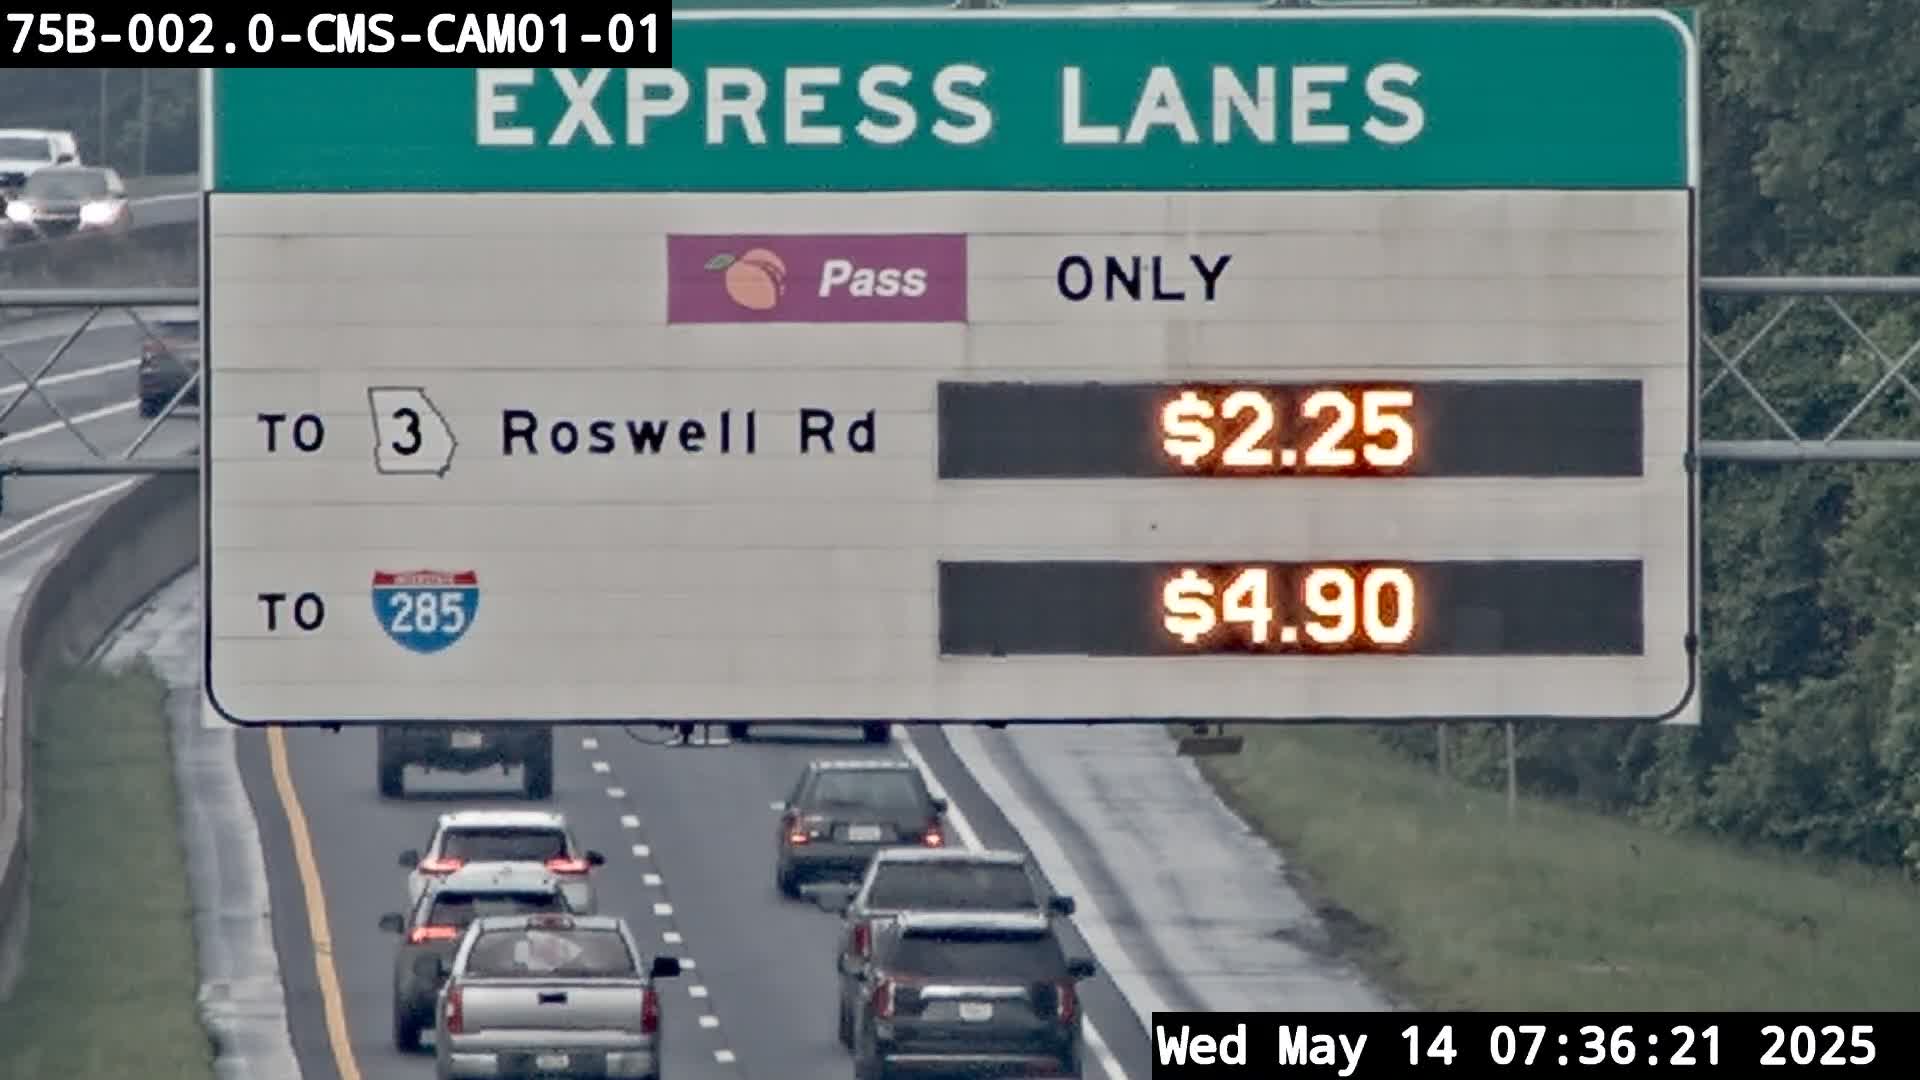 75B-002.0-CMS-CAM01-01
EXPRESS LANES
Pass ONLY
TO 3 Roswell Rd $2.25
INTERSTATE
TO 285 $4.90
Wed May 14 07:36:21 2025